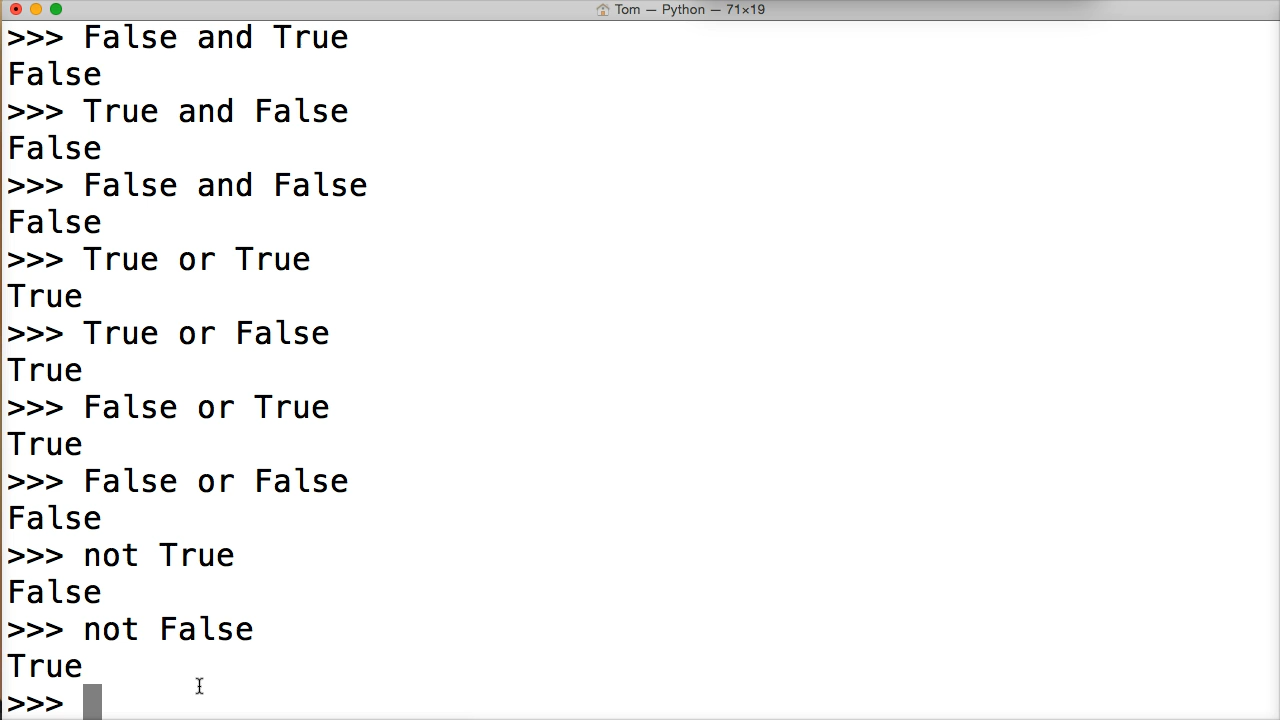 Tom — Python — 71×19
>>> False and True
False
>>> True and False
False
>>> False and False
False
>>> True or True
True
>>> True or False
True
>>> False or True
True
>>> False or False
False
>>> not True
False
>>> not False
True
>>>